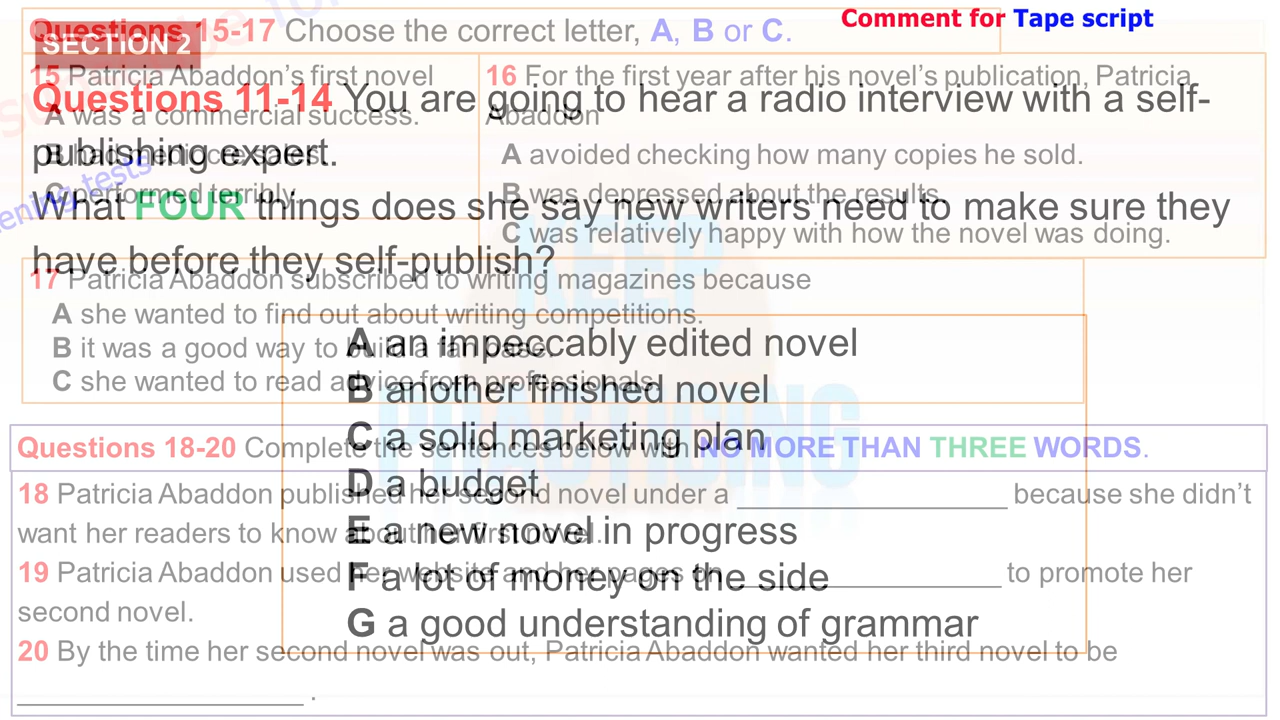 Comment for Tape script
SECTION 2
Questions 11-14 You are going to hear a radio interview with a self-
publishing expert.
What FOUR things does she say new writers need to make sure they
have before they self-publish?
A an impeccably edited novel
B another finished novel
C a solid marketing plan
D a budget
E a new novel in progress
F a lot of money on the side
G a good understanding of grammar
Questions 15-17 Choose the correct letter, A, B or C.
15 Patricia Abaddon's first novel
A was a commercial success.
C performed terribly.
16 For the first year after his novel's publication, Patricia
Abaddon
A avoided checking how many copies he sold.
B was depressed about the results.
C was relatively happy with how the novel was doing.
17 Patricia Abaddon subscribed to writing magazines because
A she wanted to find out about writing competitions.
B it was a good way to build a fan base.
C she wanted to read advice from professionals.
Questions 18-20 Complete the sentences below with NO MORE THAN THREE WORDS.
18 Patricia Abaddon published her second novel under a ________________ because she didn't
want her readers to know about her first novel.
19 Patricia Abaddon used her website and her pages on ________________ to promote her
second novel.
20 By the time her second novel was out, Patricia Abaddon wanted her third novel to be
________________ .
KEEP
PRACTICING